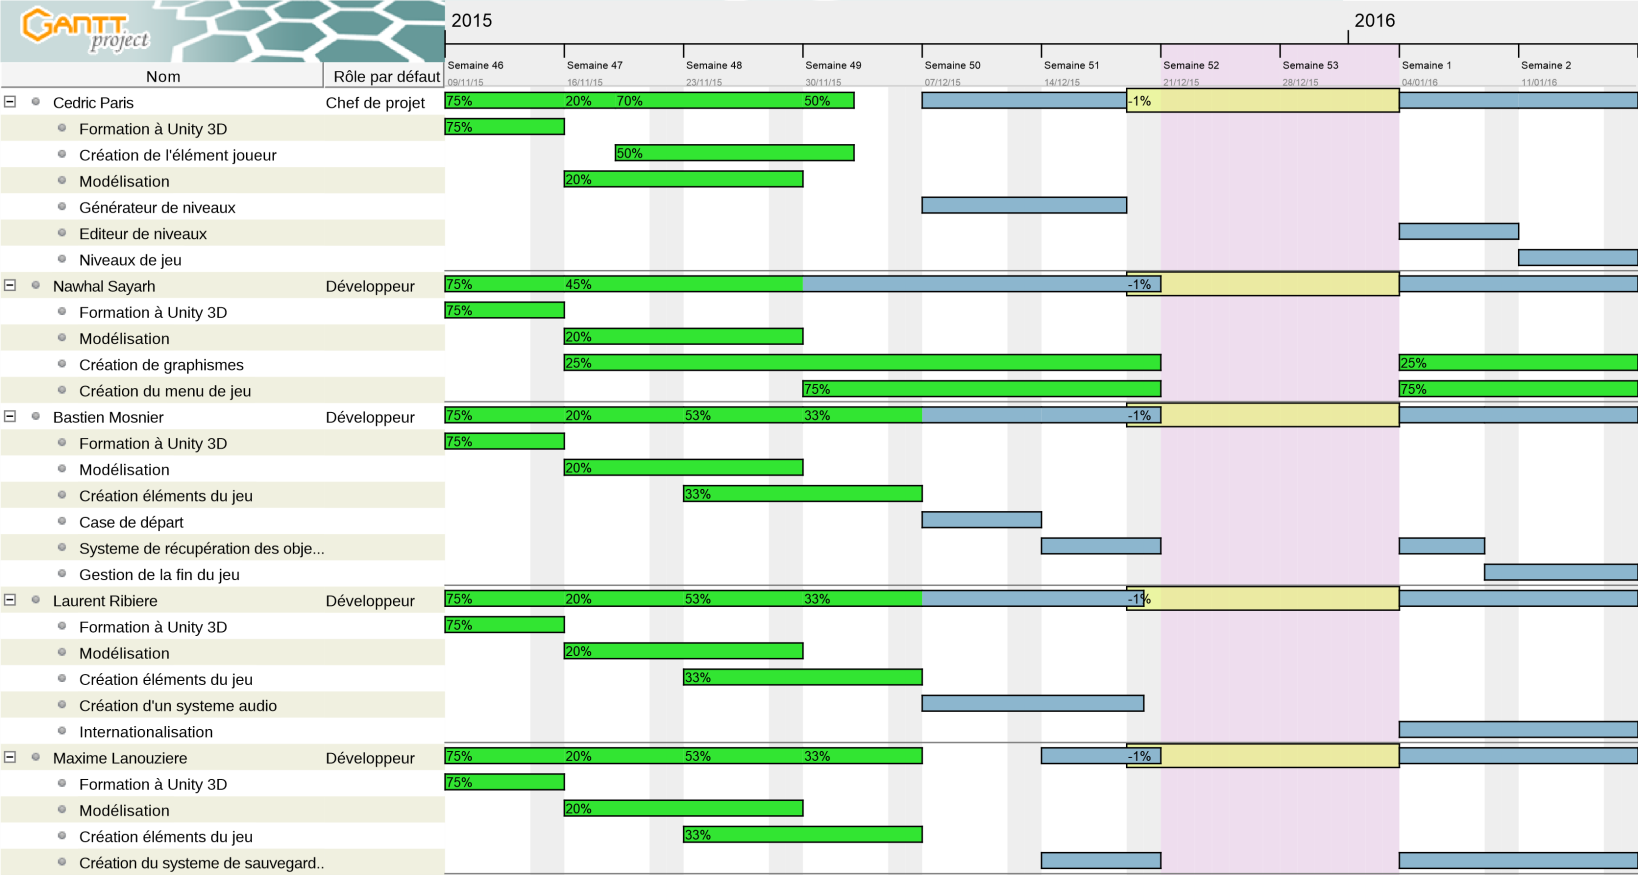 GANTT
project
2015 2016
Nom Rôle par défaut
Semaine 46 Semaine 47 Semaine 48 Semaine 49 Semaine 50 Semaine 51 Semaine 52 Semaine 53 Semaine 1 Semaine 2
09/11/15 16/11/15 23/11/15 30/11/15 07/12/15 14/12/15 21/12/15 28/12/15 04/01/16 11/01/16
Cedric Paris Chef de projet 75% 20% 70% 50% -1%
Formation à Unity 3D 75%
Création de l'élément joueur 50%
Modélisation 20%
Générateur de niveaux
Editeur de niveaux
Niveaux de jeu
Nawhal Sayarh Développeur 75% 45% -1%
Formation à Unity 3D 75%
Modélisation 20%
Création de graphismes 25% 25%
Création du menu de jeu 75% 75%
Bastien Mosnier Développeur 75% 20% 53% 33% -1%
Formation à Unity 3D 75%
Modélisation 20%
Création éléments du jeu 33%
Case de départ
Systeme de récupération des obje...
Gestion de la fin du jeu
Laurent Ribiere Développeur 75% 20% 53% 33% -1%
Formation à Unity 3D 75%
Modélisation 20%
Création éléments du jeu 33%
Création d'un systeme audio
Internationalisation
Maxime Lanouziere Développeur 75% 20% 53% 33% -1%
Formation à Unity 3D 75%
Modélisation 20%
Création éléments du jeu 33%
Création du systeme de sauvegard..